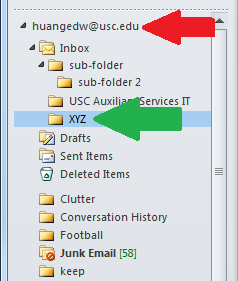 huangedw@usc.edu
Inbox
sub-folder
sub-folder 2
USC Auxiliary Services IT
XYZ
Drafts
Sent Items
Deleted Items
Clutter
Conversation History
Football
Junk Email [58]
keep